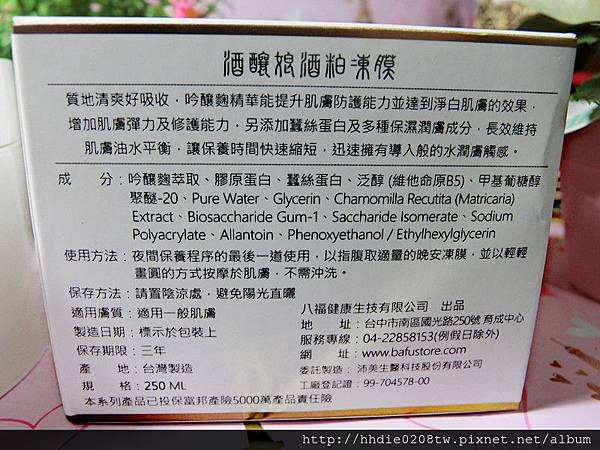 酒釀娘酒粕凍膜
質地清爽好吸收，吟釀麴精華能提升肌膚防護能力並達到淨白肌膚的效果，
增加肌膚彈力及修護能力，另添加蠶絲蛋白及多種保濕潤膚成分，長效維持
肌膚油水平衡，讓保養時間快速縮短，迅速擁有導入般的水潤膚觸感。
成 分：吟釀麴萃取、膠原蛋白、蠶絲蛋白、泛醇 (維他命原B5)、甲基葡糖醇
聚醚-20、Pure Water、Glycerin、Chamomilla Recutita (Matricaria)
Extract、Biosaccharide Gum-1、Saccharide Isomerate、Sodium
Polyacrylate、Allantoin、Phenoxyethanol / Ethylhexylglycerin
使用方法：夜間保養程序的最後一道使用，以指腹取適量的晚安凍膜，並以輕輕
畫圓的方式按摩於肌膚，不需沖洗。
保存方法：請置陰涼處，避免陽光直曬
適用膚質：適用一般肌膚
製造日期：標示於包裝上
保存期限：三年
產 地：台灣製造
規 格：250 ML
本系列產品已投保富邦產險5000萬產品責任險
八福健康生技有限公司 出品
地 址：台中市南區國光路250號 育成中心
服務專線：04-22858153(例假日除外)
網 址：www.bafustore.com
委託製造：沛美生醫科技股份有限公司
工廠登記證：99-704578-00
http://hhdie0208tw.pixnet.net/album